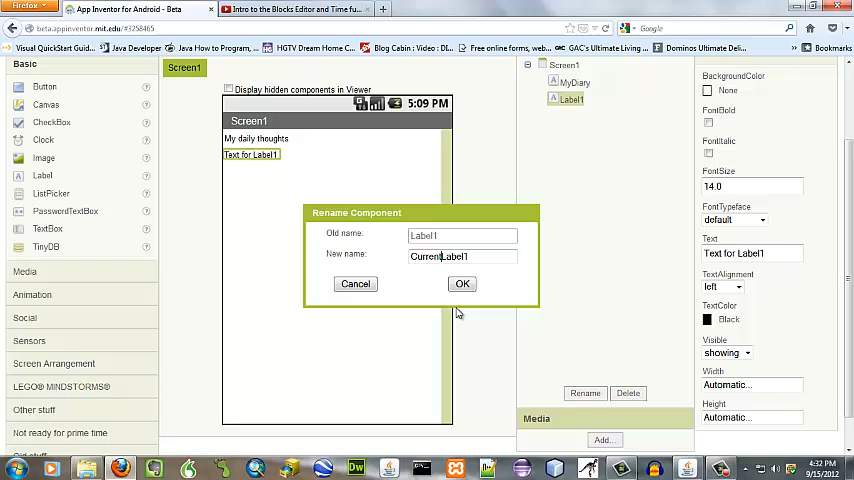 Firefox
App Inventor for Android - Beta
Intro to the Blocks Editor and Time fu...
beta.appinventor.mit.edu/#3258465
Google
Visual QuickStart Guid...
Java How to Program, ...
HGTV Dream Home C...
Blog Cabin : Video : DI...
Free online forms, web...
GAC's Ultimate Living ...
Dominos Ultimate Deli...
Bookmarks
Basic
Button
Canvas
CheckBox
Clock
Image
Label
ListPicker
PasswordTextBox
TextBox
TinyDB
Media
Animation
Social
Sensors
Screen Arrangement
LEGO® MINDSTORMS®
Other stuff
Not ready for prime time
Old stuff
Screen1
Display hidden components in Viewer
5:09 PM
Screen1
My daily thoughts
Text for Label1
Rename Component
Old name:
Label1
New name:
CurrentLabel1
Cancel
OK
Screen1
MyDiary
Label1
Rename
Delete
Media
Add...
BackgroundColor
None
FontBold
FontItalic
FontSize
14.0
FontTypeface
default
Text
Text for Label1
TextAlignment
left
TextColor
Black
Visible
showing
Width
Automatic...
Height
Automatic...
4:32 PM
9/15/2012